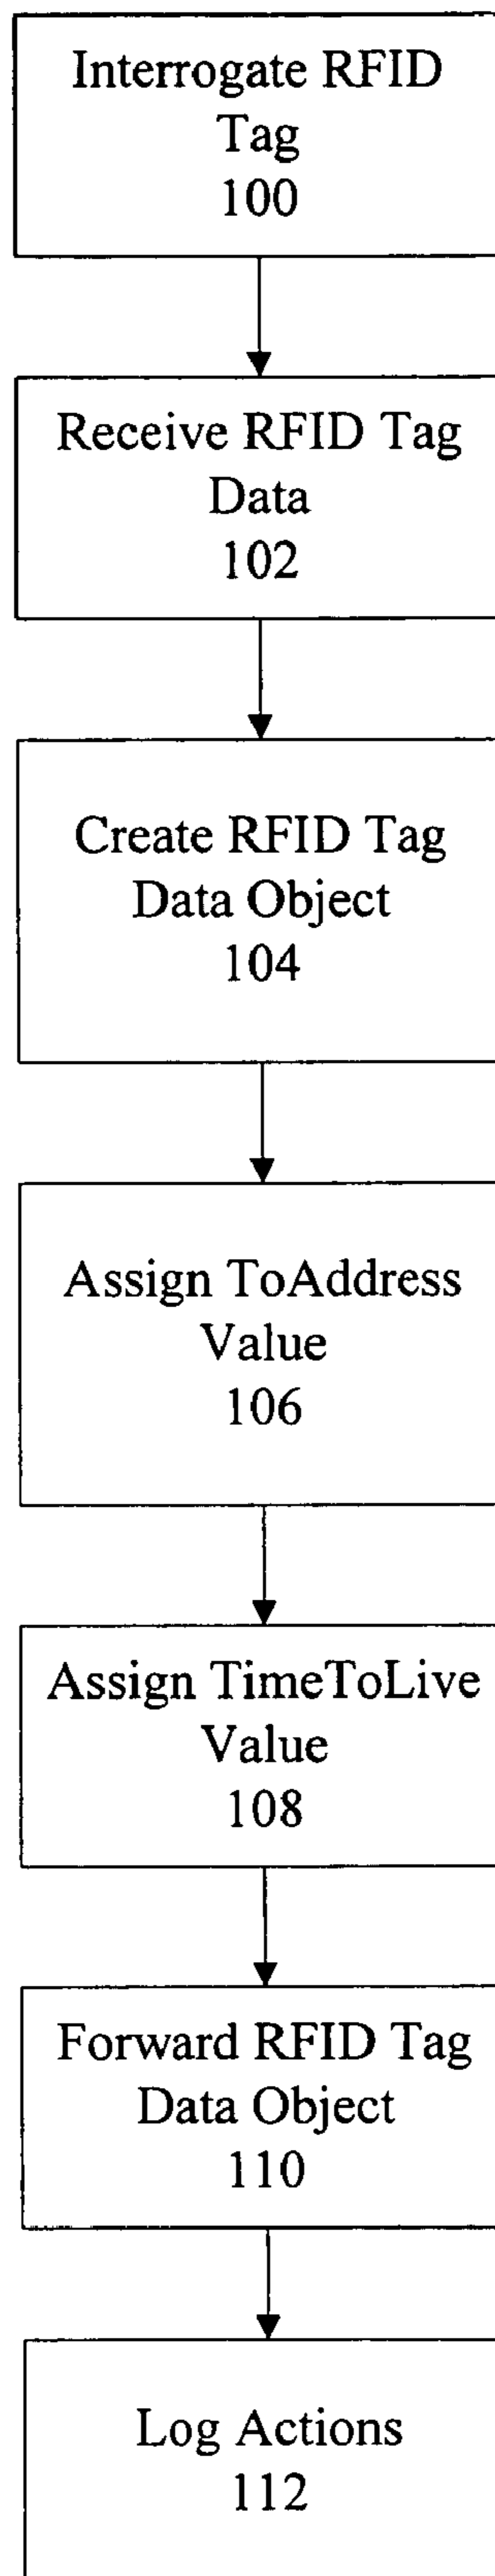 Interrogate RFID
Tag
100
Receive RFID Tag
Data
102
Create RFID Tag
Data Object
104
Assign ToAddress
Value
106
Assign TimeToLive
Value
108
Forward RFID Tag
Data Object
110
Log Actions
112